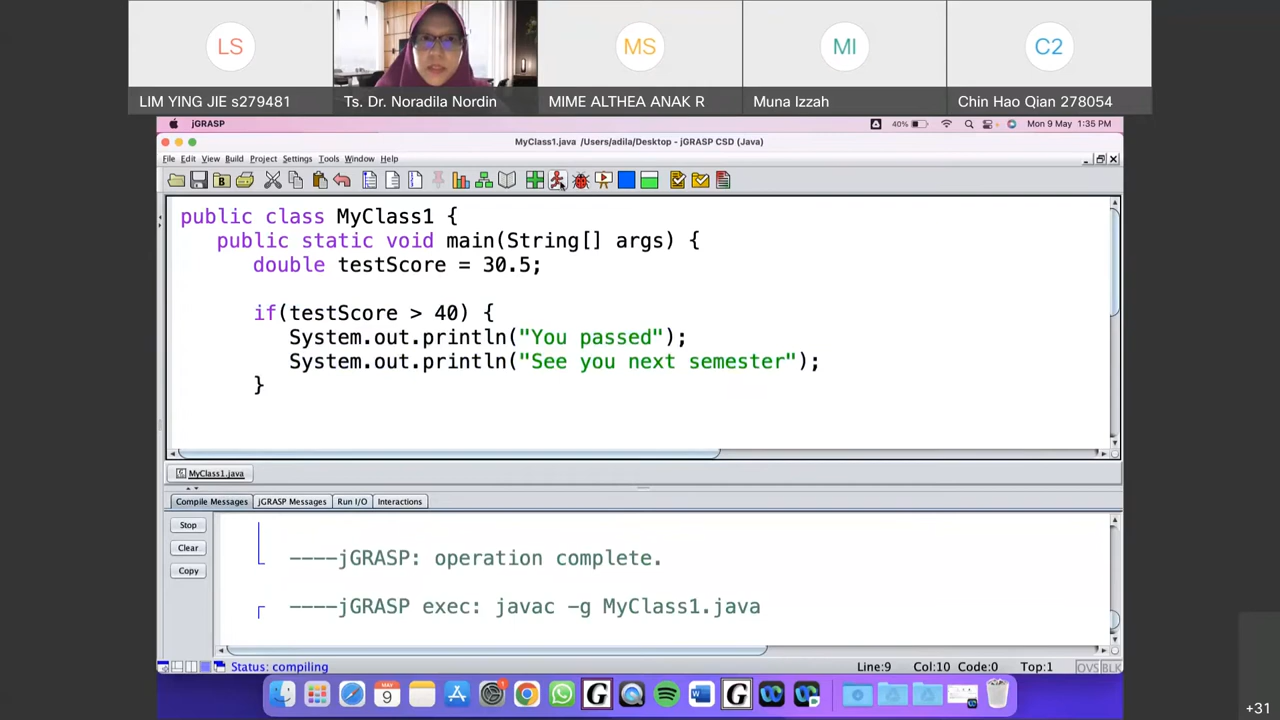 LS
MS
MI
C2
LIM YING JIE s279481
Ts. Dr. Noradila Nordin
MIME ALTHEA ANAK R
Muna Izzah
Chin Hao Qian 278054
jGRASP
40%
Mon 9 May 1:35 PM
MyClass1.java /Users/adila/Desktop - jGRASP CSD (Java)
File Edit View Build Project Settings Tools Window Help
public class MyClass1 {
public static void main(String[] args) {
double testScore = 30.5;
if(testScore > 40) {
System.out.println("You passed");
System.out.println("See you next semester");
}
MyClass1.java
Compile Messages jGRASP Messages Run I/O Interactions
Stop
Clear
Copy
----jGRASP: operation complete.
----jGRASP exec: javac -g MyClass1.java
Status: compiling
Line:9 Col:10 Code:0 Top:1
OVS BLK
MAY
9
+31